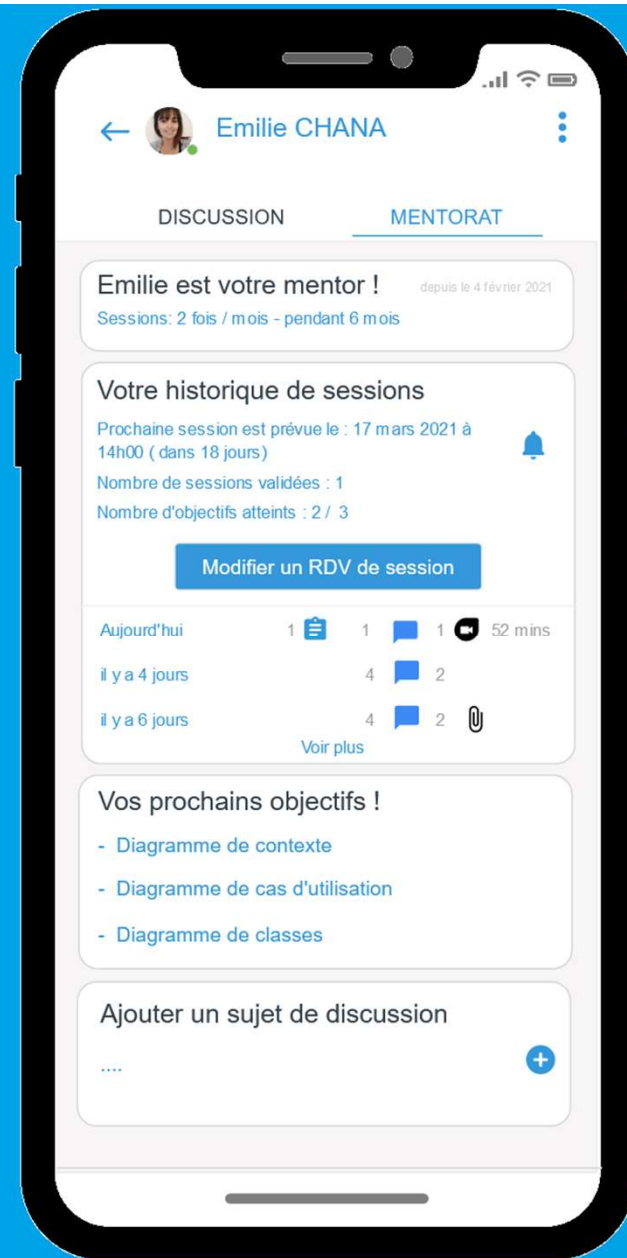 Emilie CHANA
DISCUSSION MENTORAT
Emilie est votre mentor ! depuis le 4 février 2021
Sessions: 2 fois / mois - pendant 6 mois
Votre historique de sessions
Prochaine session est prévue le : 17 mars 2021 à
14h00 ( dans 18 jours)
Nombre de sessions validées : 1
Nombre d'objectifs atteints : 2 / 3
Modifier un RDV de session
Aujourd'hui 1 1 1 52 mins
il y a 4 jours 4 2
il y a 6 jours 4 2
Voir plus
Vos prochains objectifs !
- Diagramme de contexte
- Diagramme de cas d'utilisation
- Diagramme de classes
Ajouter un sujet de discussion
....